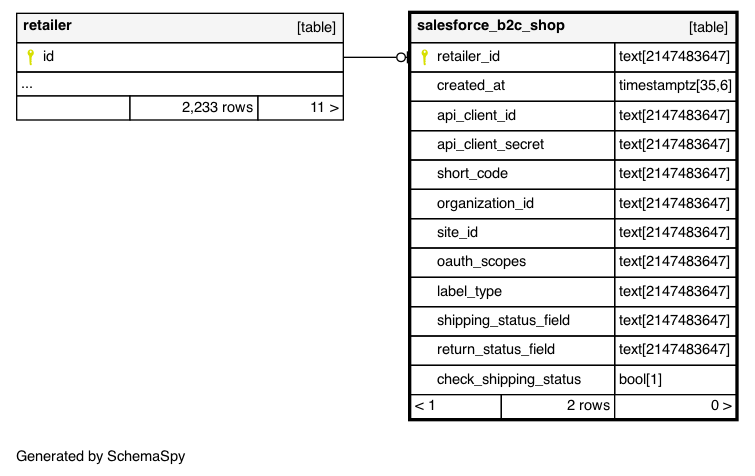 retailer [table]
id
...
2,233 rows 11 >
salesforce_b2c_shop [table]
retailer_id text[2147483647]
created_at timestamptz[35,6]
api_client_id text[2147483647]
api_client_secret text[2147483647]
short_code text[2147483647]
organization_id text[2147483647]
site_id text[2147483647]
oauth_scopes text[2147483647]
label_type text[2147483647]
shipping_status_field text[2147483647]
return_status_field text[2147483647]
check_shipping_status bool[1]
< 1 2 rows 0 >
Generated by SchemaSpy